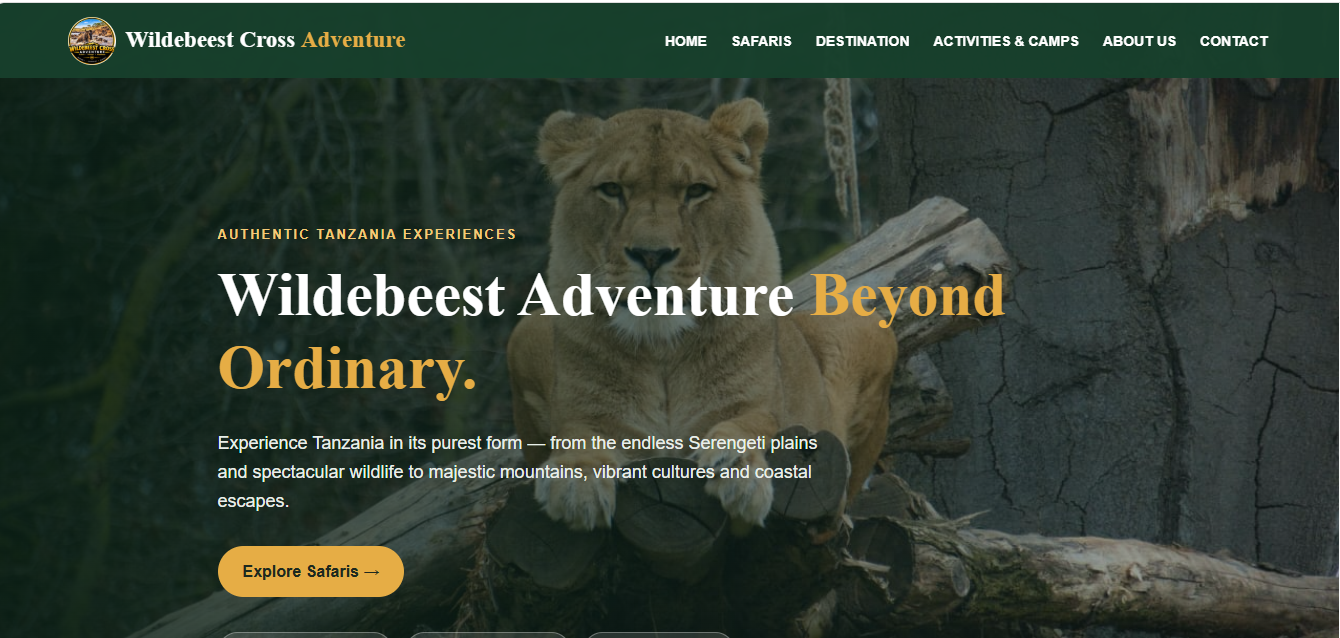 Wildebeest Cross Adventure
HOME SAFARIS DESTINATION ACTIVITIES & CAMPS ABOUT US CONTACT
AUTHENTIC TANZANIA EXPERIENCES
Wildebeest Adventure Beyond
Ordinary.
Experience Tanzania in its purest form — from the endless Serengeti plains
and spectacular wildlife to majestic mountains, vibrant cultures and coastal
escapes.
Explore Safaris →